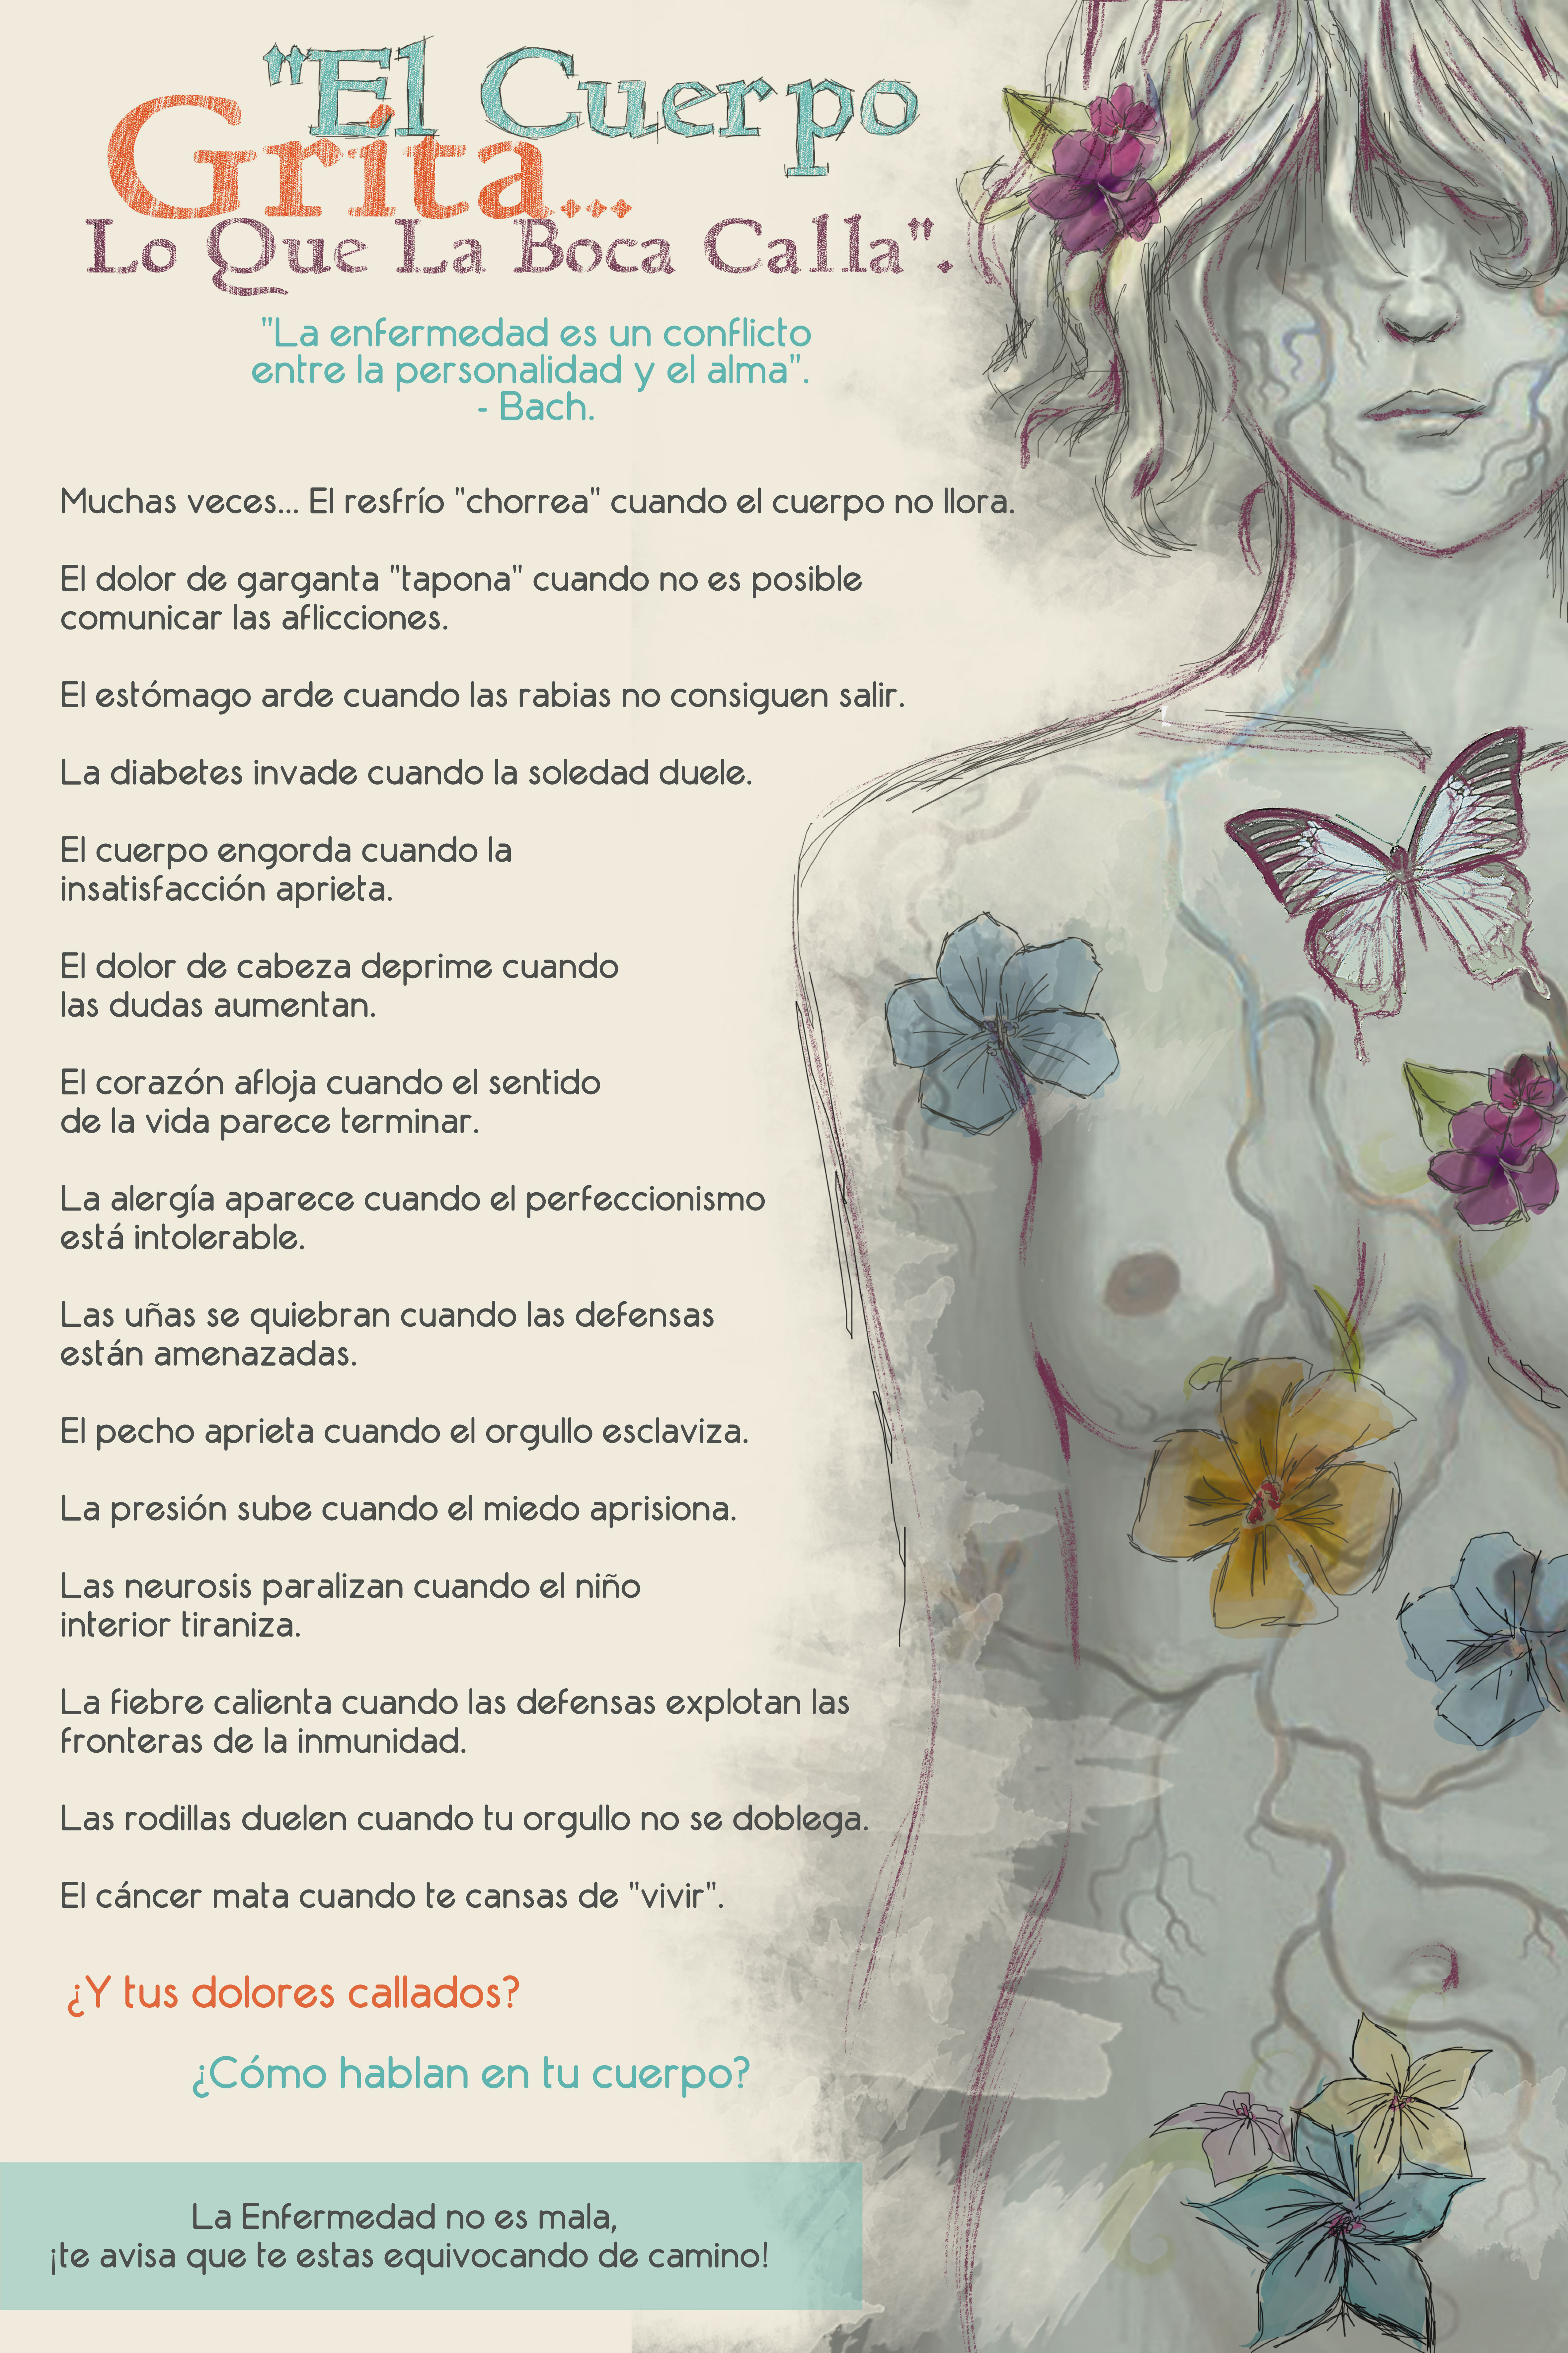 "El Cuerpo
Grita...
Lo Que La Boca Calla".
"La enfermedad es un conflicto
entre la personalidad y el alma".
- Bach.
Muchas veces... El resfrío "chorrea" cuando el cuerpo no llora.
El dolor de garganta "tapona" cuando no es posible
comunicar las aflicciones.
El estómago arde cuando las rabias no consiguen salir.
La diabetes invade cuando la soledad duele.
El cuerpo engorda cuando la
insatisfacción aprieta.
El dolor de cabeza deprime cuando
las dudas aumentan.
El corazón afloja cuando el sentido
de la vida parece terminar.
La alergía aparece cuando el perfeccionismo
está intolerable.
Las uñas se quiebran cuando las defensas
están amenazadas.
El pecho aprieta cuando el orgullo esclaviza.
La presión sube cuando el miedo aprisiona.
Las neurosis paralizan cuando el niño
interior tiraniza.
La fiebre calienta cuando las defensas explotan las
fronteras de la inmunidad.
Las rodillas duelen cuando tu orgullo no se doblega.
El cáncer mata cuando te cansas de "vivir".
¿Y tus dolores callados?
¿Cómo hablan en tu cuerpo?
La Enfermedad no es mala,
¡te avisa que te estas equivocando de camino!